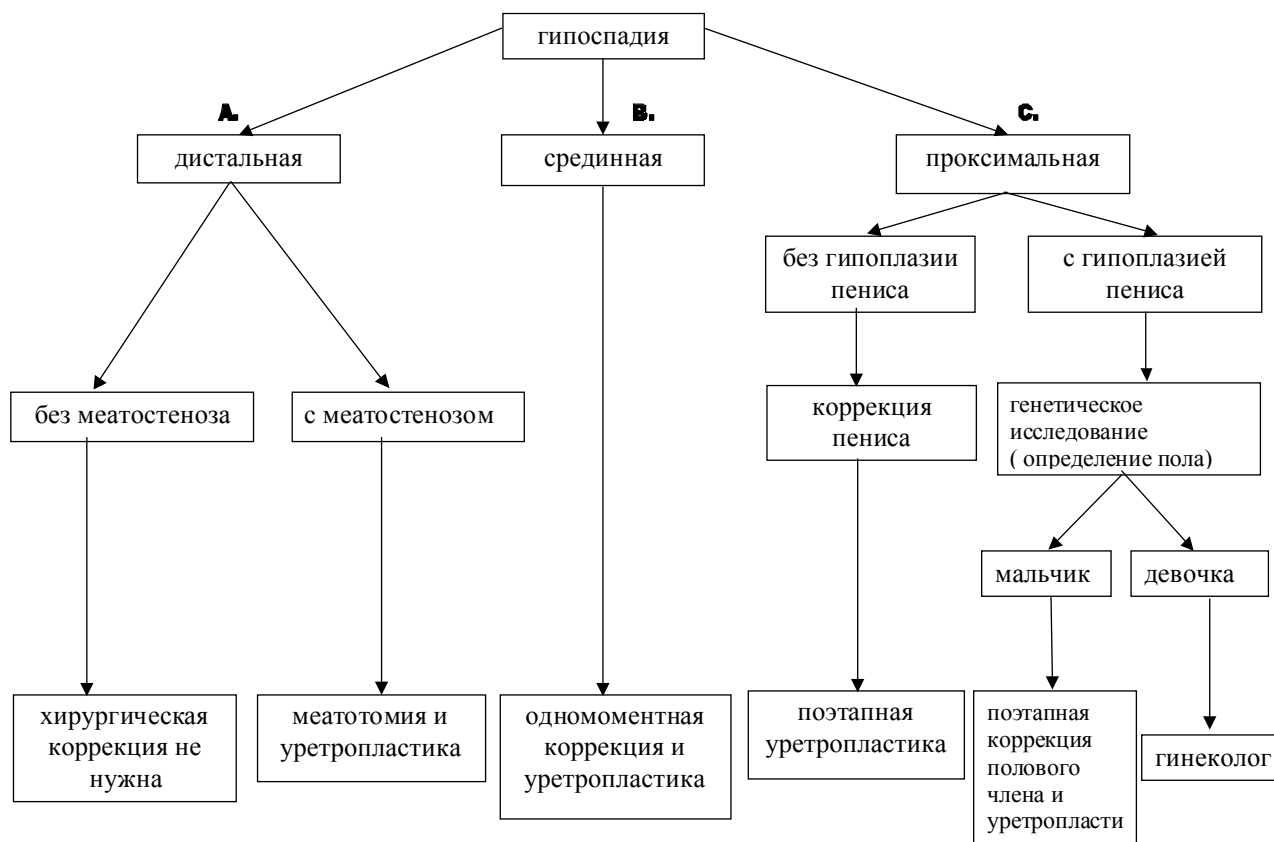 гипоспадия
A.
B.
C.
дистальная
срединная
проксимальная
без гипоплазии
пениса
с гипоплазией
пениса
без меатостеноза
с меатостенозом
коррекция
пениса
генетическое
исследование
( определение пола)
мальчик
девочка
хирургическая
коррекция не
нужна
меатотомия и
уретропластика
одномоментная
коррекция и
уретропластика
поэтапная
уретропластика
поэтапная
коррекция
полового
члена и
уретропласти
гинеколог